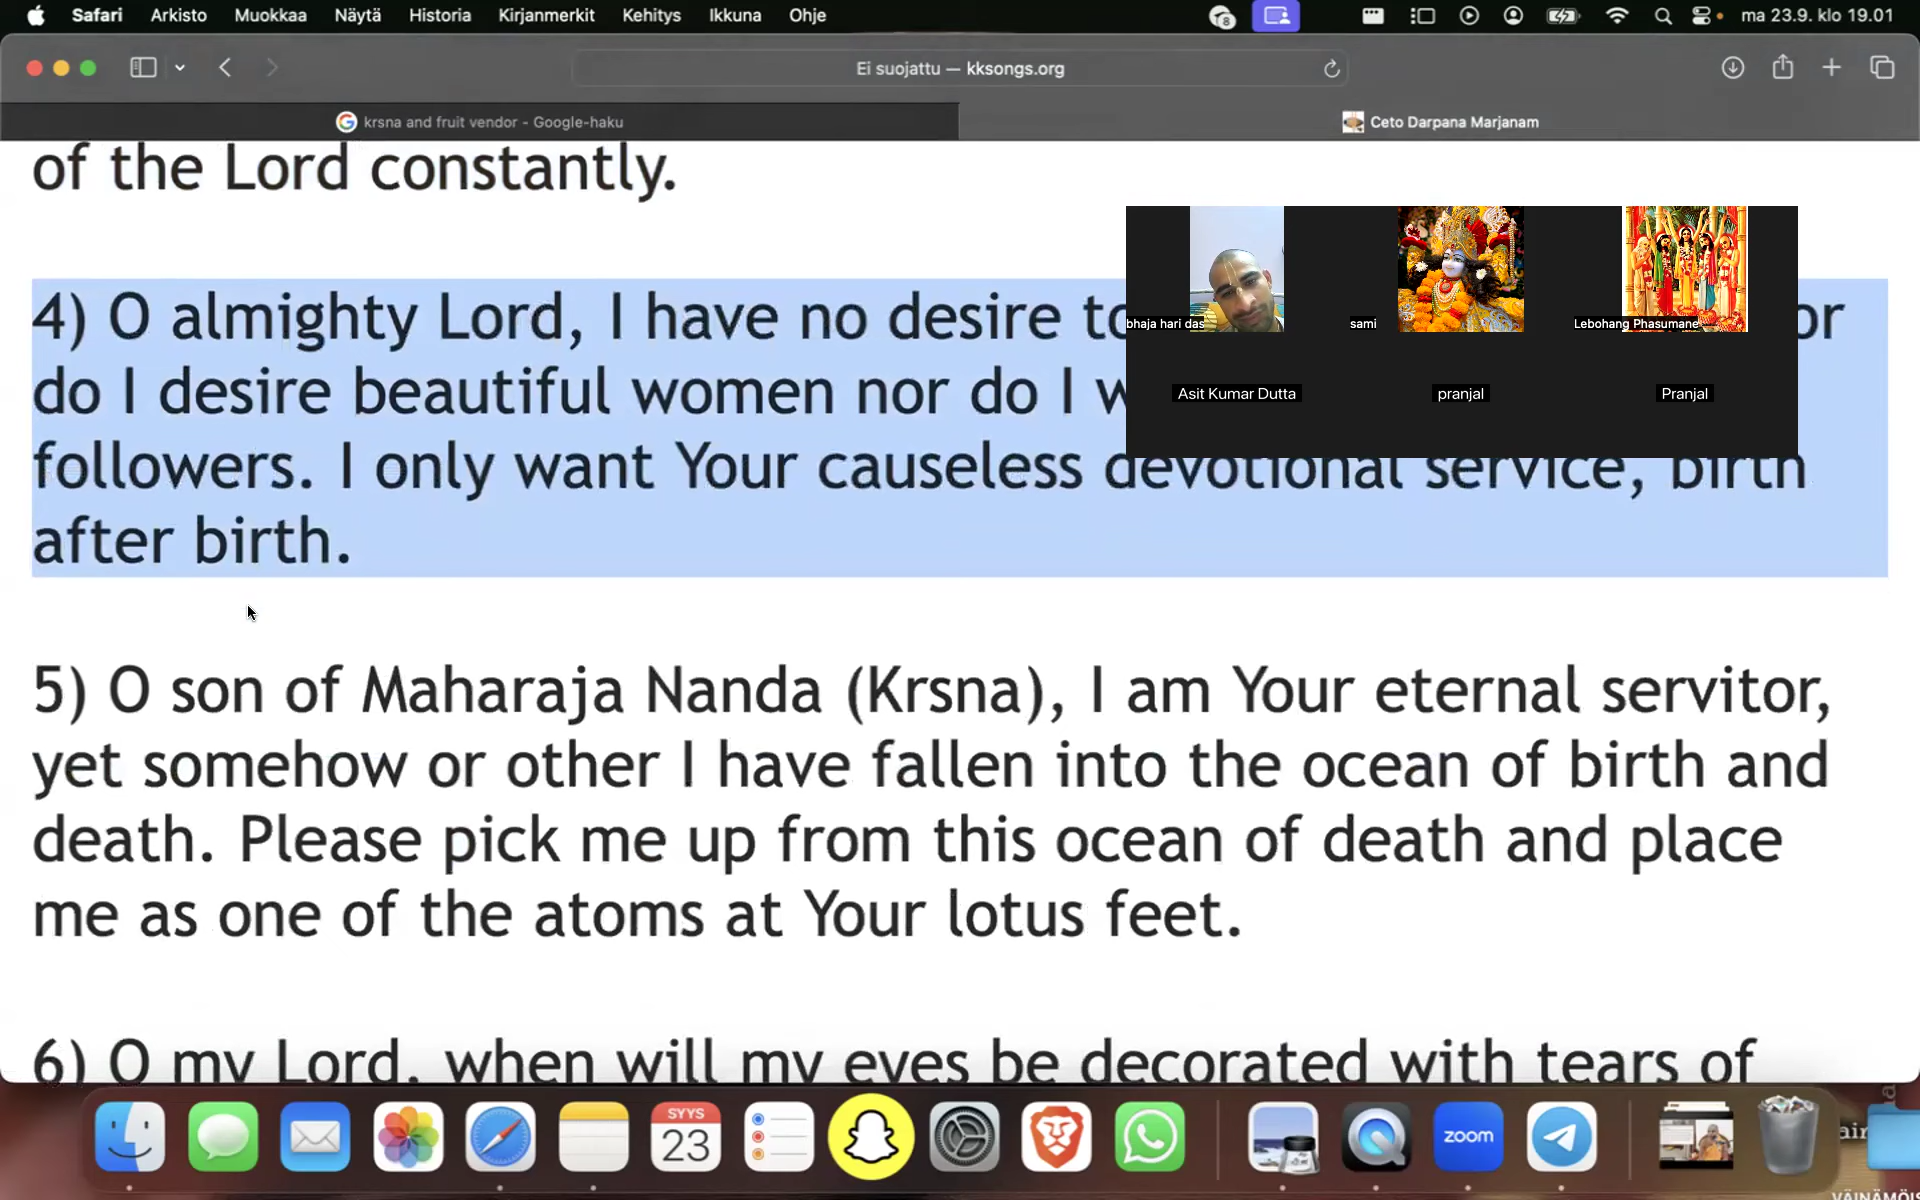 Safari Arkisto Muokkaa Näytä Historia Kirjanmerkit Kehitys Ikkuna Ohje 8 ma 23.9. klo 19.01
Ei suojattu — kksongs.org
krsna and fruit vendor - Google-haku
Ceto Darpana Marjanam
of the Lord constantly.
4) O almighty Lord, I have no desire to or
do I desire beautiful women nor do I
followers. I only want Your causeless devotional service, birth
after birth.
bhaja hari das sami Lebohang Phasumane
Asit Kumar Dutta pranjal Pranjal
5) O son of Maharaja Nanda (Krsna), I am Your eternal servitor,
yet somehow or other I have fallen into the ocean of birth and
death. Please pick me up from this ocean of death and place
me as one of the atoms at Your lotus feet.
6) O my Lord, when will my eyes be decorated with tears of
SYYS
23
zoom